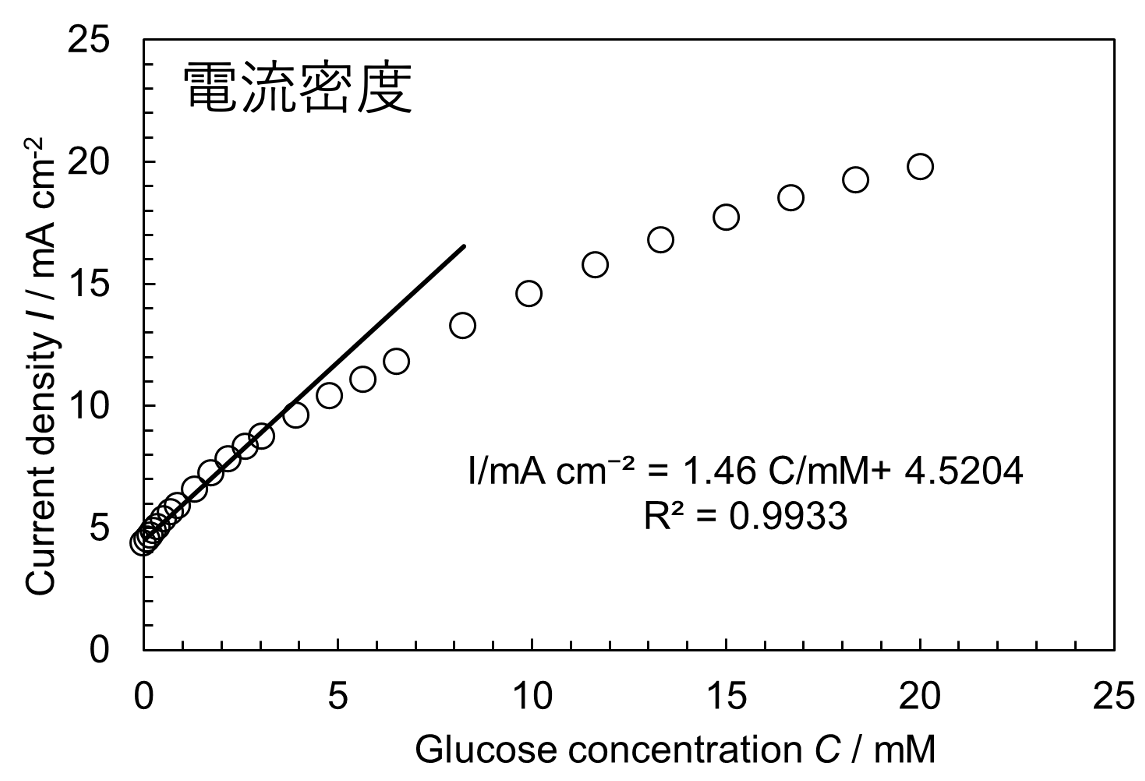 電流密度
25
20
15
10
5
0
Current density I / mA cm-2
I/mA cm⁻² = 1.46 C/mM+ 4.5204
R² = 0.9933
0 5 10 15 20 25
Glucose concentration C / mM